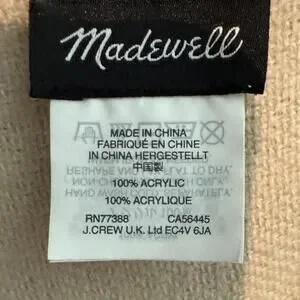 Madewell
MADE IN CHINA
FABRIQUÉ EN CHINE
IN CHINA HERGESTELLT
中国製
100% ACRYLIC
100% ACRYLIQUE
RN77388 CA56445
J.CREW U.K. Ltd EC4V 6JA